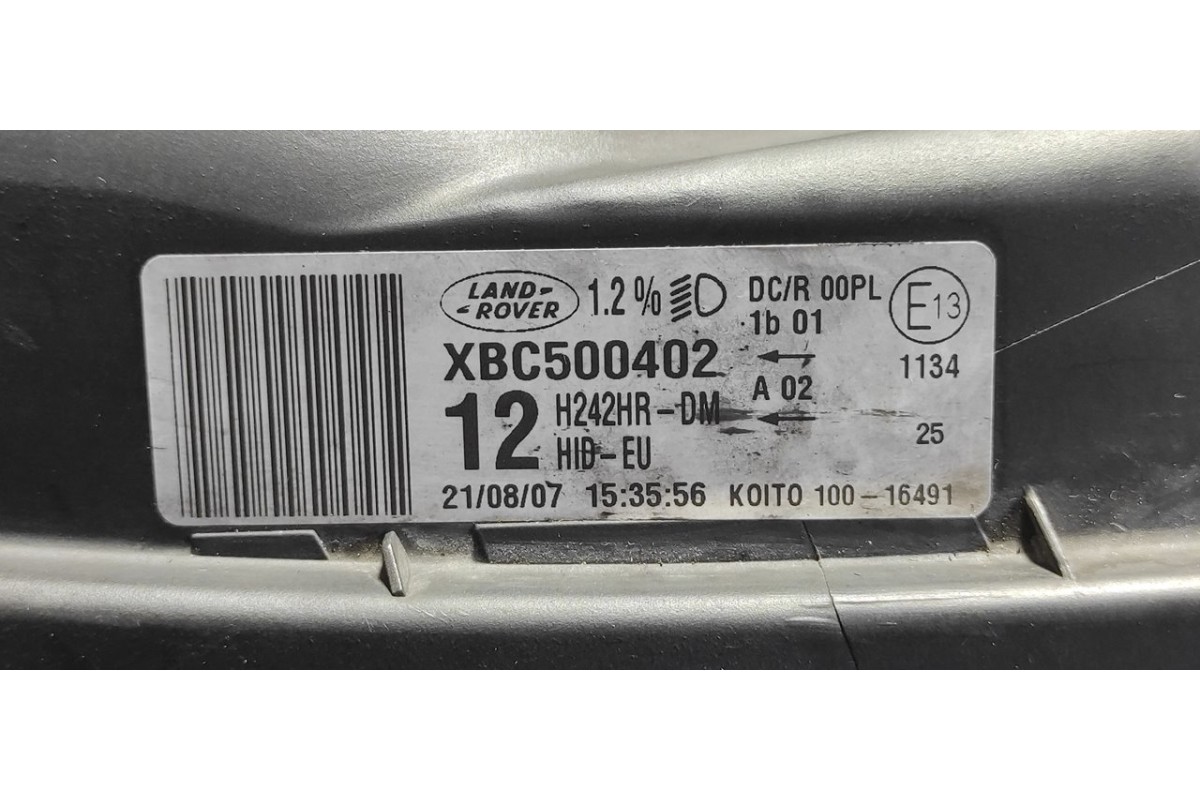 LAND ROVER 1.2% DC/R 00PL E13
1b 01
XBC500402 1134
A 02
12 H242HR-DM
HID-EU 25
21/08/07 15:35:56 KOITO 100-16491